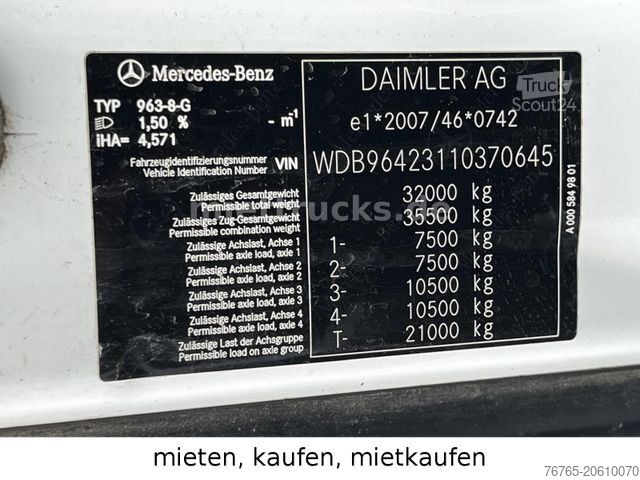 Mercedes-Benz
DAIMLER AG
Truck
Scout24
TYP 963-8-G
1,50 % - m⁻¹
iHA= 4,571
e1*2007/46*0742
Fahrzeugidentifizierungsnummer
Vehicle Identification Number VIN WDB96423110370645
Zulässiges Gesamtgewicht
Permissible total weight 32000 kg
Zulässiges Zug-Gesamtgewicht
Permissible combination weight 35500 kg
Zulässige Achslast, Achse 1
Permissible axle load, axle 1 1- 7500 kg
Zulässige Achslast, Achse 2
Permissible axle load, axle 2 2- 7500 kg
Zulässige Achslast, Achse 3
Permissible axle load, axle 3 3- 10500 kg
Zulässige Achslast, Achse 4
Permissible axle load, axle 4 4- 10500 kg
Zulässige Last der Achsgruppe
Permissible load on axle group T- 21000 kg
A 000 584 98 01
mieten, kaufen, mietkaufen
76765-20610070